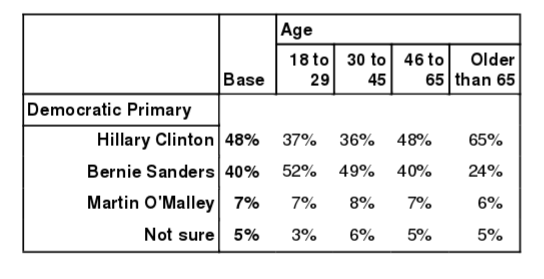 Age
Base 18 to 29 30 to 45 46 to 65 Older than 65
Democratic Primary
Hillary Clinton 48% 37% 36% 48% 65%
Bernie Sanders 40% 52% 49% 40% 24%
Martin O'Malley 7% 7% 8% 7% 6%
Not sure 5% 3% 6% 5% 5%